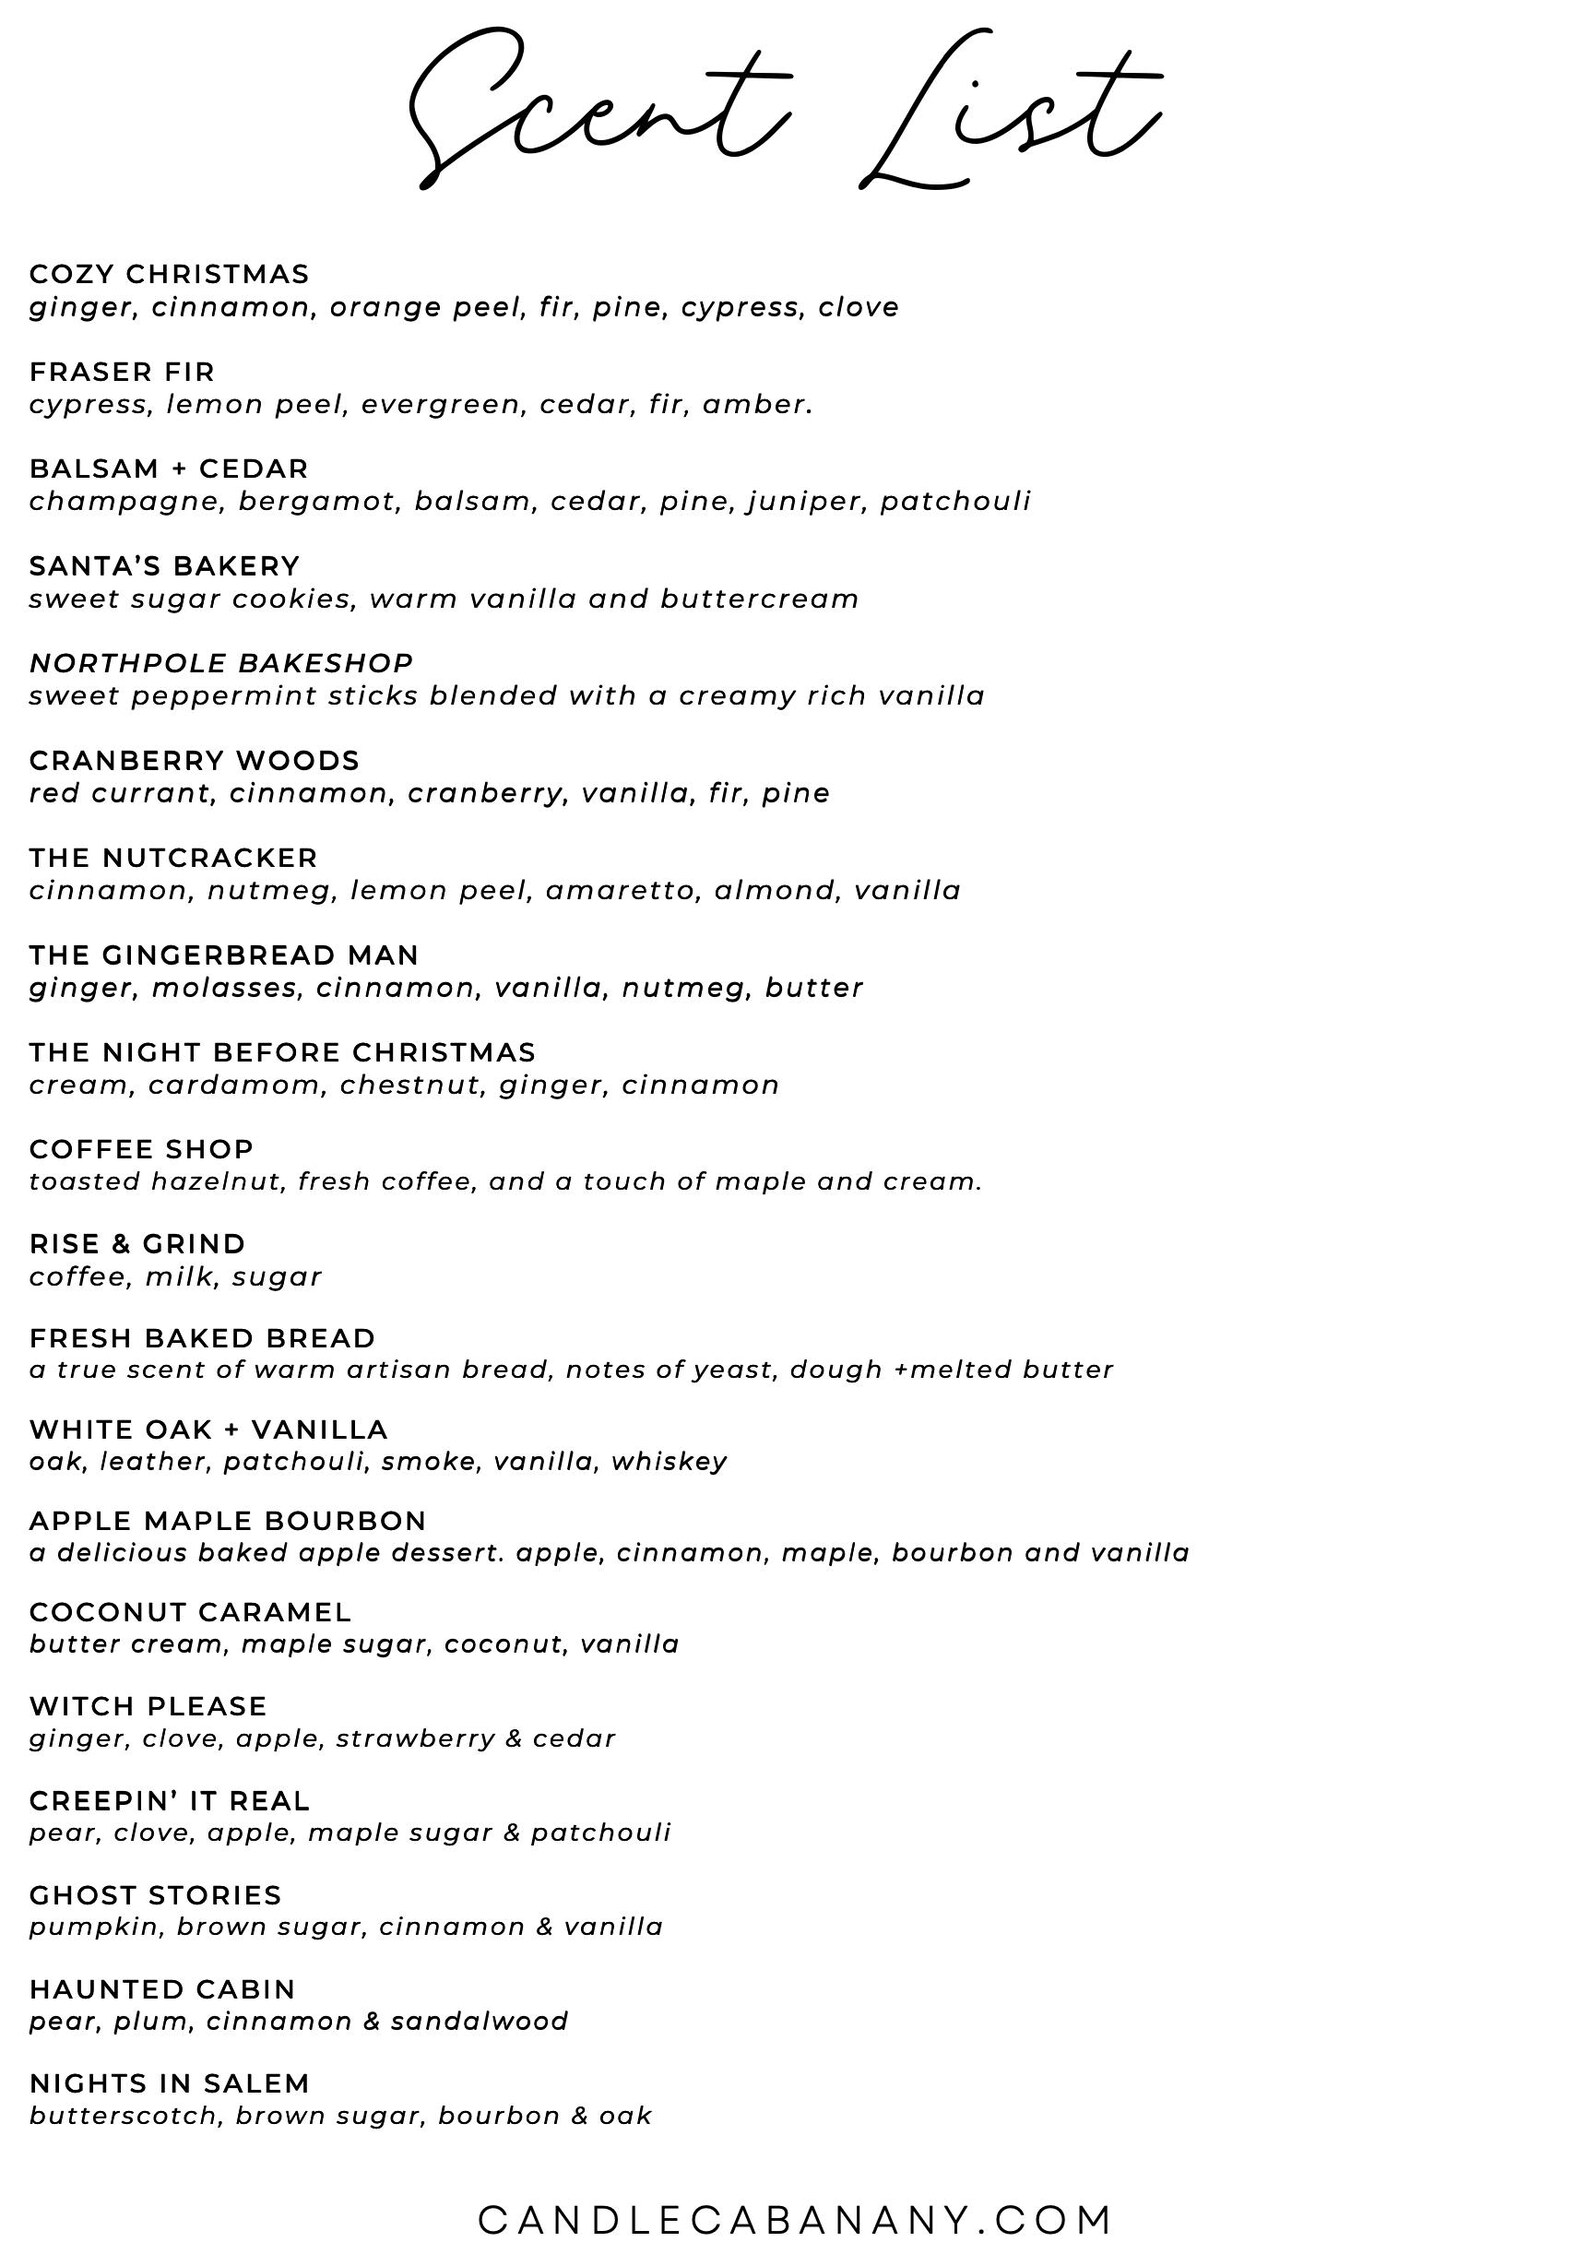 Scent List
COZY CHRISTMAS
ginger, cinnamon, orange peel, fir, pine, cypress, clove
FRASER FIR
cypress, lemon peel, evergreen, cedar, fir, amber.
BALSAM + CEDAR
champagne, bergamot, balsam, cedar, pine, juniper, patchouli
SANTA’S BAKERY
sweet sugar cookies, warm vanilla and buttercream
NORTHPOLE BAKESHOP
sweet peppermint sticks blended with a creamy rich vanilla
CRANBERRY WOODS
red currant, cinnamon, cranberry, vanilla, fir, pine
THE NUTCRACKER
cinnamon, nutmeg, lemon peel, amaretto, almond, vanilla
THE GINGERBREAD MAN
ginger, molasses, cinnamon, vanilla, nutmeg, butter
THE NIGHT BEFORE CHRISTMAS
cream, cardamom, chestnut, ginger, cinnamon
COFFEE SHOP
toasted hazelnut, fresh coffee, and a touch of maple and cream.
RISE & GRIND
coffee, milk, sugar
FRESH BAKED BREAD
a true scent of warm artisan bread, notes of yeast, dough +melted butter
WHITE OAK + VANILLA
oak, leather, patchouli, smoke, vanilla, whiskey
APPLE MAPLE BOURBON
a delicious baked apple dessert. apple, cinnamon, maple, bourbon and vanilla
COCONUT CARAMEL
butter cream, maple sugar, coconut, vanilla
WITCH PLEASE
ginger, clove, apple, strawberry & cedar
CREEPIN’ IT REAL
pear, clove, apple, maple sugar & patchouli
GHOST STORIES
pumpkin, brown sugar, cinnamon & vanilla
HAUNTED CABIN
pear, plum, cinnamon & sandalwood
NIGHTS IN SALEM
butterscotch, brown sugar, bourbon & oak
CANDLECABANANY.COM